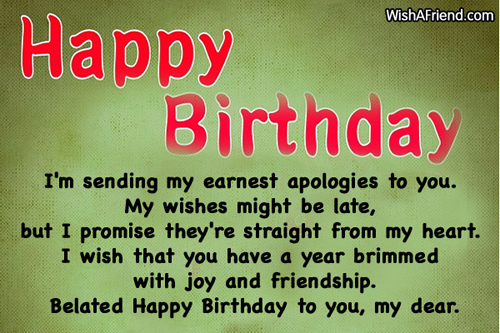 WishAFriend.com
Happy
Birthday
I'm sending my earnest apologies to you.
My wishes might be late,
but I promise they're straight from my heart.
I wish that you have a year brimmed
with joy and friendship.
Belated Happy Birthday to you, my dear.